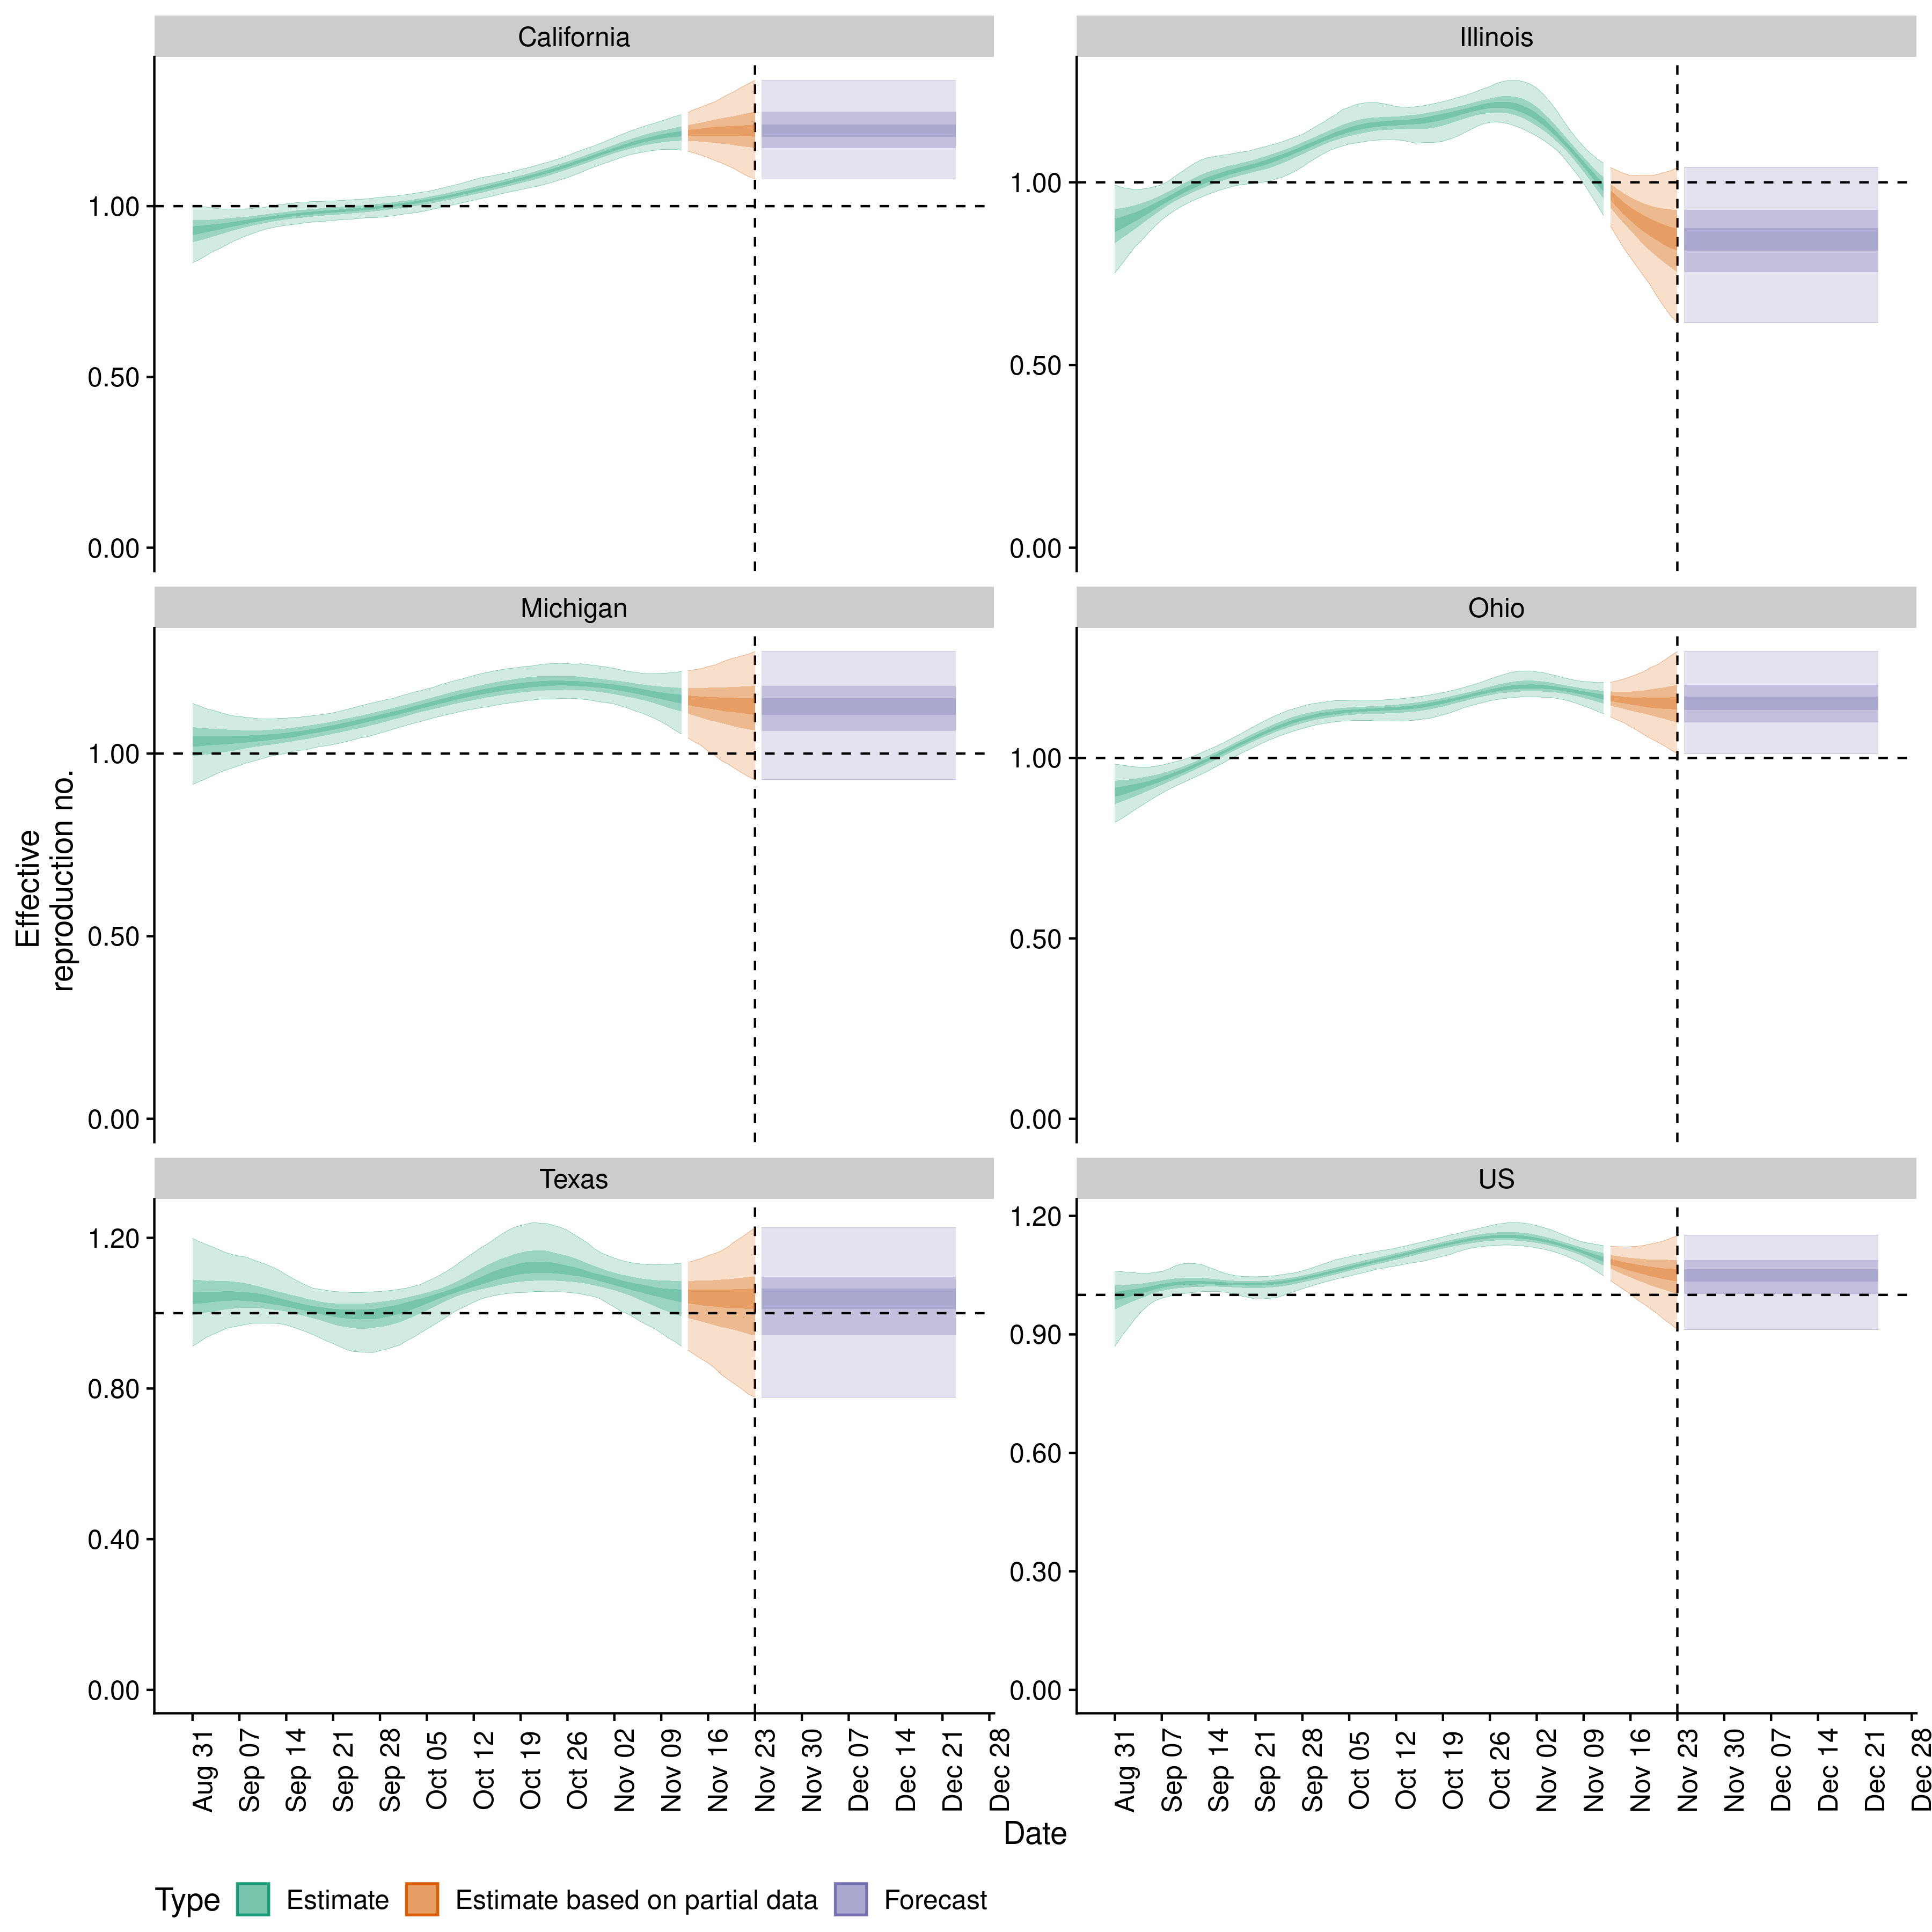 California
Illinois
1.00
0.50
0.00
1.00
0.50
0.00
Michigan
Ohio
1.00
0.50
0.00
1.00
0.50
0.00
Effective
reproduction no.
Texas
US
1.20
0.80
0.40
0.00
1.20
0.90
0.60
0.30
0.00
Aug 31
Sep 07
Sep 14
Sep 21
Sep 28
Oct 05
Oct 12
Oct 19
Oct 26
Nov 02
Nov 09
Nov 16
Nov 23
Nov 30
Dec 07
Dec 14
Dec 21
Dec 28
Aug 31
Sep 07
Sep 14
Sep 21
Sep 28
Oct 05
Oct 12
Oct 19
Oct 26
Nov 02
Nov 09
Nov 16
Nov 23
Nov 30
Dec 07
Dec 14
Dec 21
Dec 28
Date
Type Estimate Estimate based on partial data Forecast